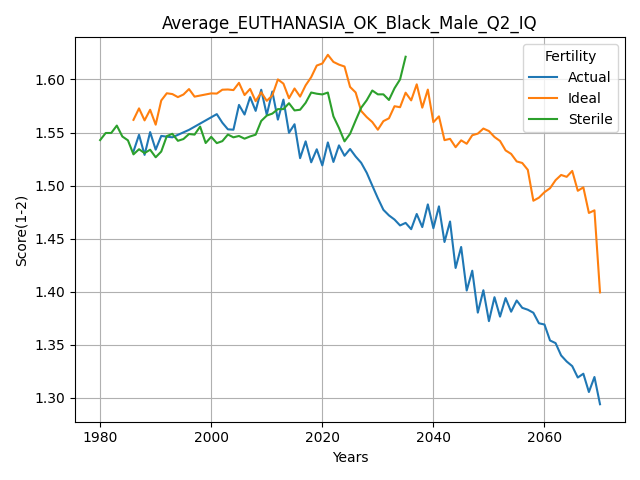 Average_EUTHANASIA_OK_Black_Male_Q2_IQ
Fertility
Actual
Ideal
Sterile
Score(1-2)
1.60
1.55
1.50
1.45
1.40
1.35
1.30
1980
2000
2020
2040
2060
Years